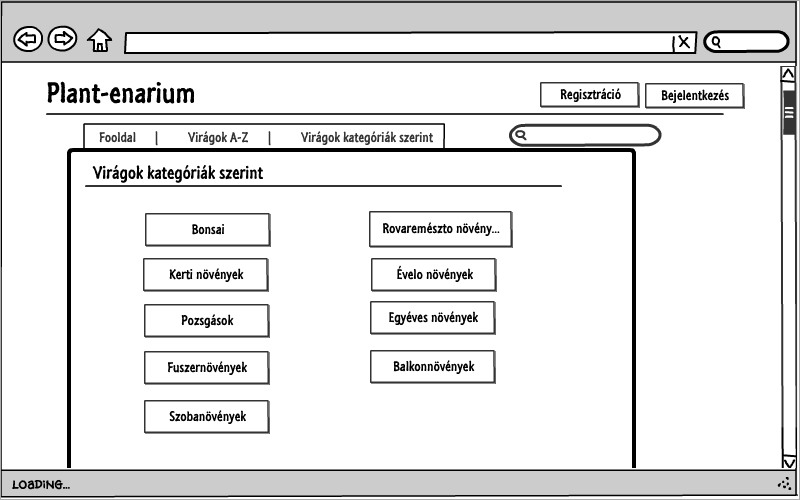 Plant-enarium
Regisztráció
Bejelentkezés
Fooldal | Virágok A-Z | Virágok kategóriák szerint
Virágok kategóriák szerint
Bonsai
Rovaremészto növény...
Kerti növények
Évelo növények
Pozsgások
Egyéves növények
Fuszernövények
Balkonnövények
Szobanövények
LOADING...